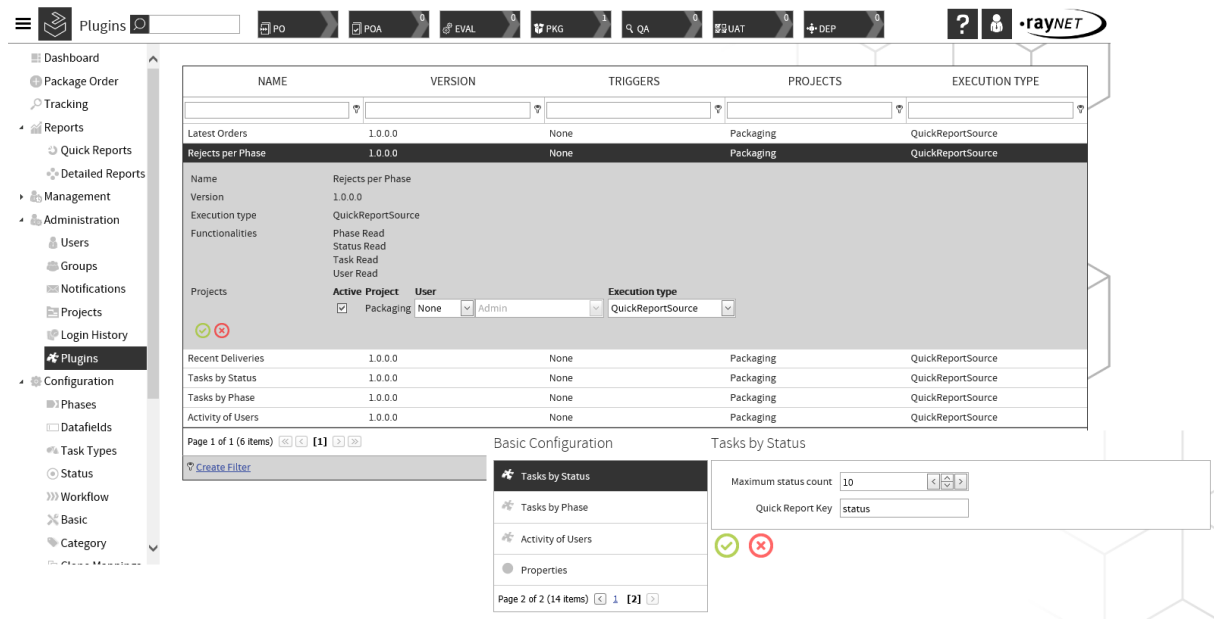 Plugins
PO
POA 0
EVAL 0
PKG 1
QA 0
UAT 0
DEP 0
?
rayNET
Dashboard
Package Order
Tracking
Reports
Quick Reports
Detailed Reports
Management
Administration
Users
Groups
Notifications
Projects
Login History
Plugins
Configuration
Phases
Datafields
Task Types
Status
Workflow
Basic
Category
NAME VERSION TRIGGERS PROJECTS EXECUTION TYPE
Latest Orders 1.0.0.0 None Packaging QuickReportSource
Rejects per Phase 1.0.0.0 None Packaging QuickReportSource
Name Rejects per Phase
Version 1.0.0.0
Execution type QuickReportSource
Functionalities Phase Read
Status Read
Task Read
User Read
Projects Active Project User Execution type
Packaging None Admin QuickReportSource
Recent Deliveries 1.0.0.0 None Packaging QuickReportSource
Tasks by Status 1.0.0.0 None Packaging QuickReportSource
Tasks by Phase 1.0.0.0 None Packaging QuickReportSource
Activity of Users 1.0.0.0 None Packaging QuickReportSource
Page 1 of 1 (6 items) [1]
Create Filter
Basic Configuration
Tasks by Status
Tasks by Phase
Activity of Users
Properties
Page 2 of 2 (14 items) 1 [2]
Tasks by Status
Maximum status count 10
Quick Report Key status